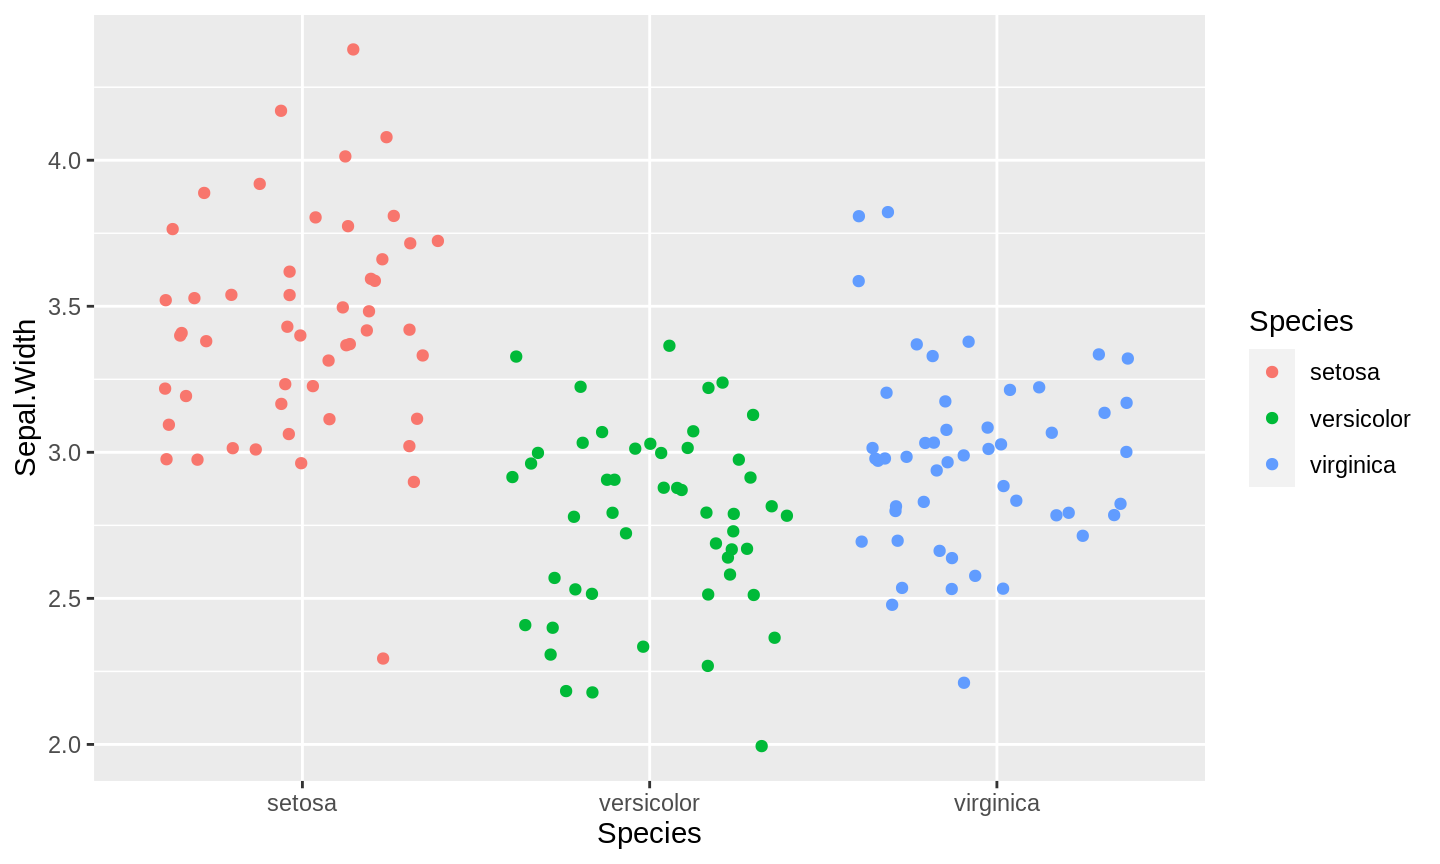 Sepal.Width
4.0
3.5
3.0
2.5
2.0
setosa versicolor virginica
Species
Species
setosa
versicolor
virginica